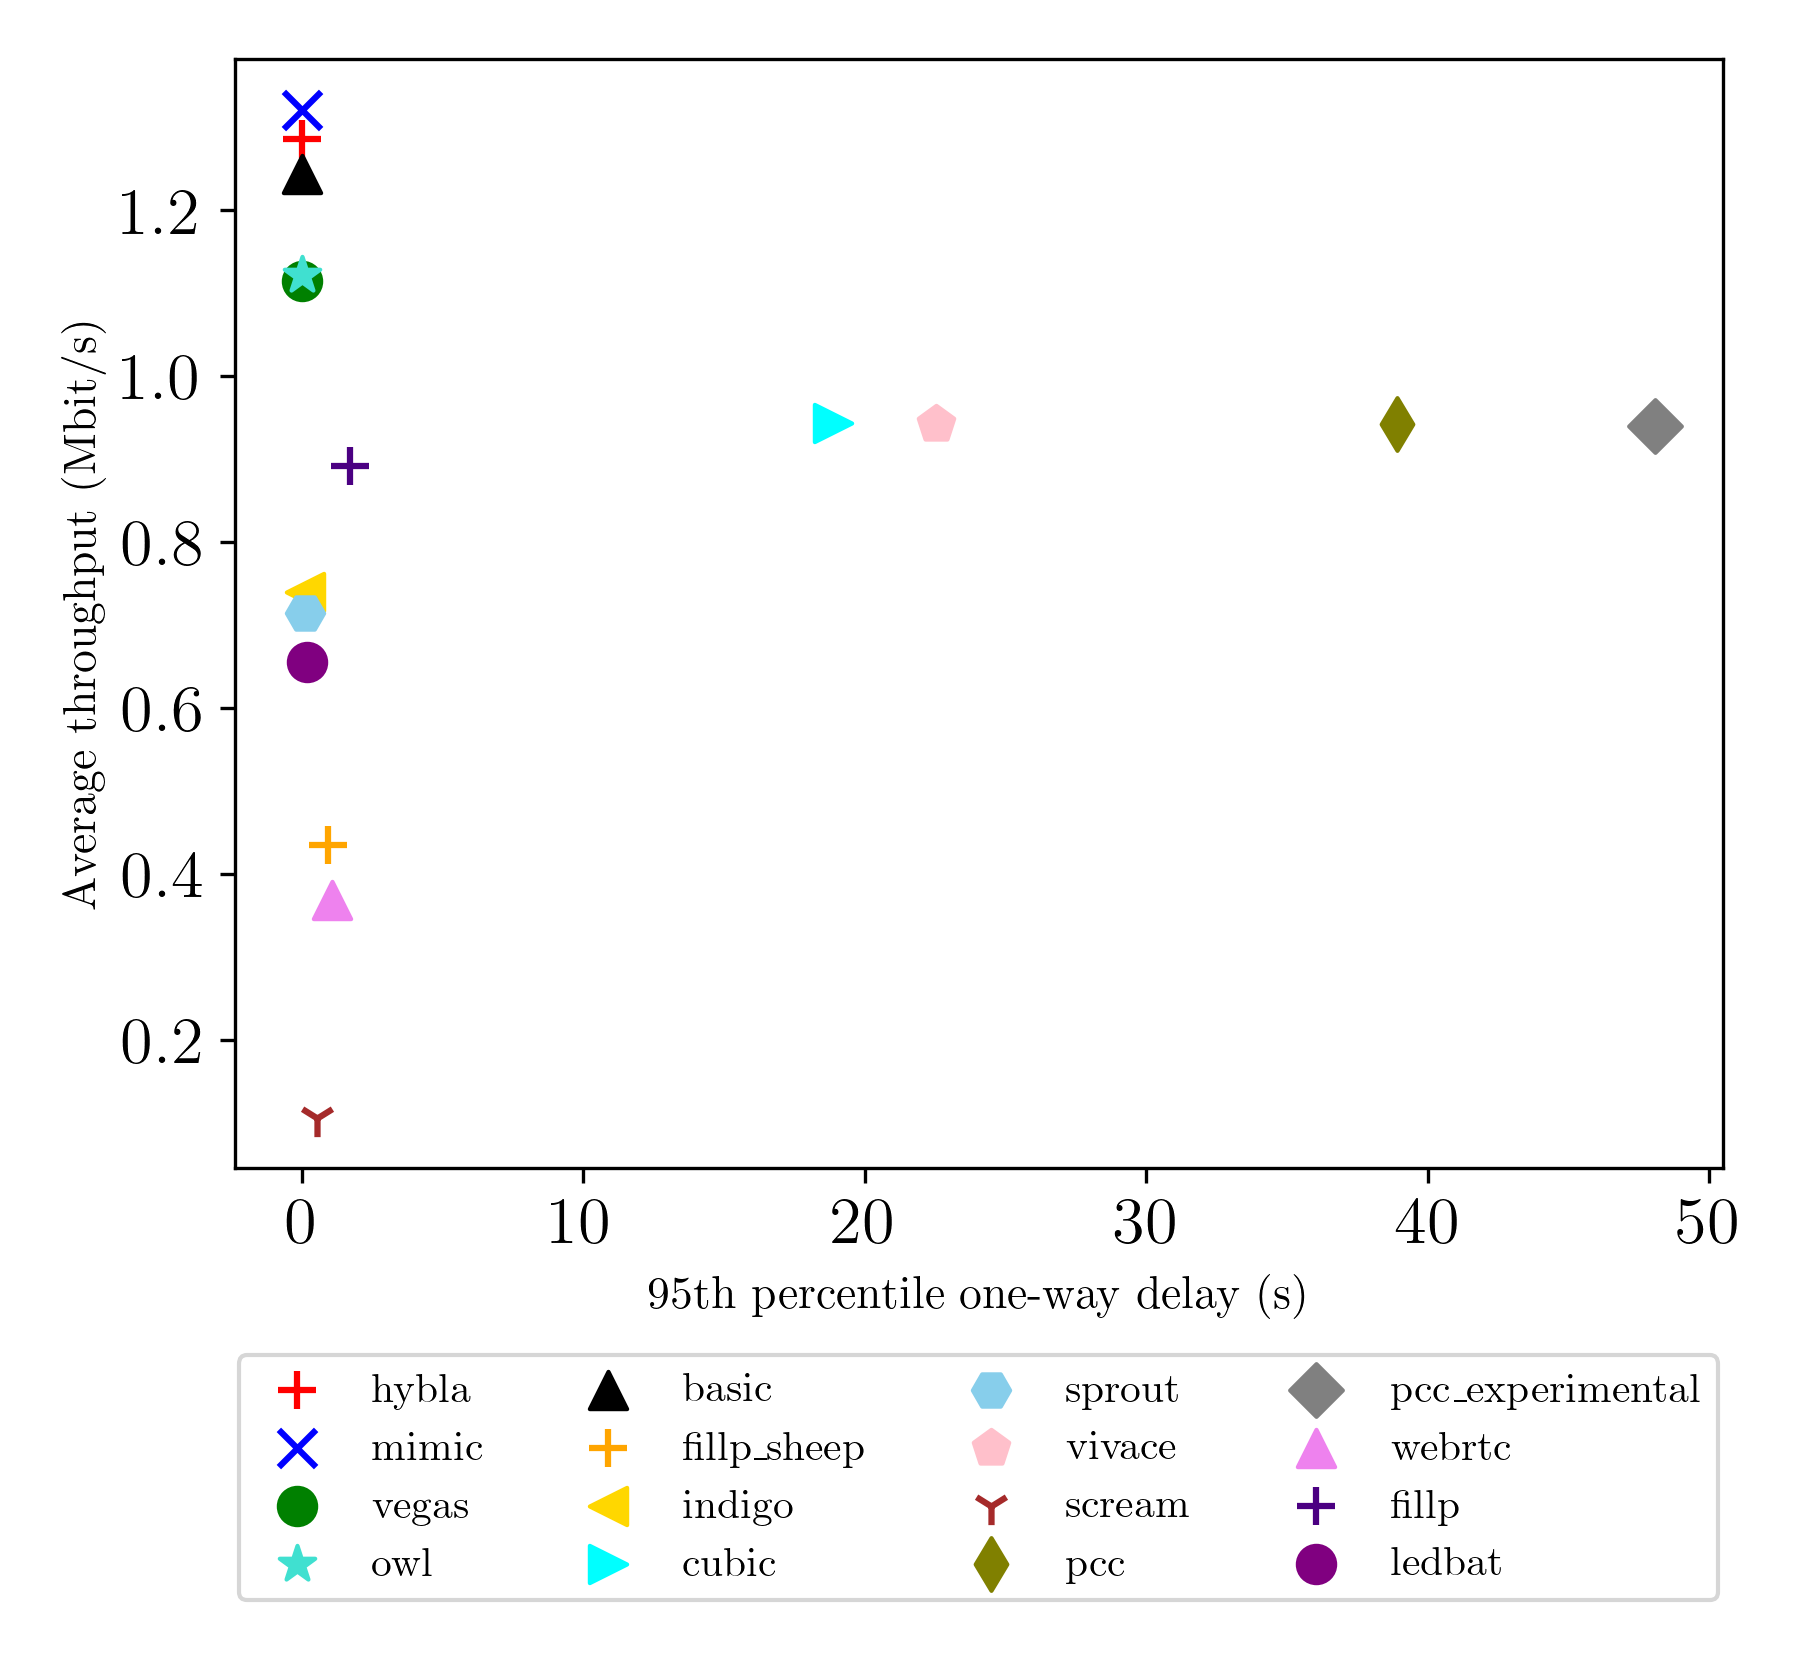 Average throughput (Mbit/s)
1.2
1.0
0.8
0.6
0.4
0.2
0 10 20 30 40 50
95th percentile one-way delay (s)
hybla basic sprout pcc_experimental
mimic fillp_sheep vivace webrtc
vegas indigo scream fillp
owl cubic pcc ledbat